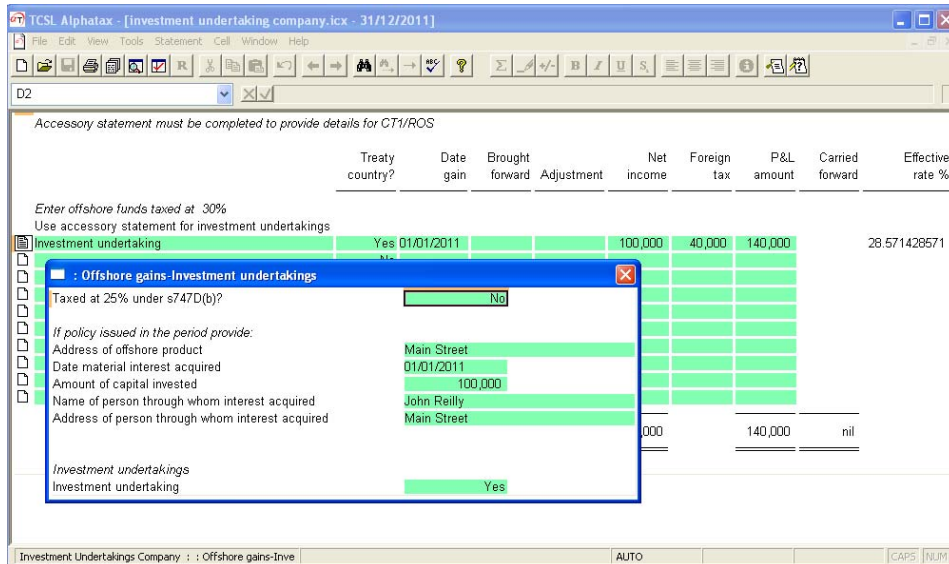 TCSL Alphatax - [investment undertaking company.icx - 31/12/2011]
File Edit View Tools Statement Cell Window Help
D2
Accessory statement must be completed to provide details for CT1/ROS
Treaty country? Date gain Brought forward Adjustment Net income Foreign tax P&L amount Carried forward Effective rate %
Enter offshore funds taxed at 30%
Use accessory statement for investment undertakings
Investment undertaking Yes 01/01/2011 100,000 40,000 140,000 28.571428571
No
: Offshore gains-Investment undertakings
Taxed at 25% under s747D(b)? No
If policy issued in the period provide:
Address of offshore product Main Street
Date material interest acquired 01/01/2011
Amount of capital invested 100,000
Name of person through whom interest acquired John Reilly
Address of person through whom interest acquired Main Street
,000 140,000 nil
Investment undertakings
Investment undertaking Yes
Investment Undertakings Company : : Offshore gains-Inve AUTO CAPS NUM